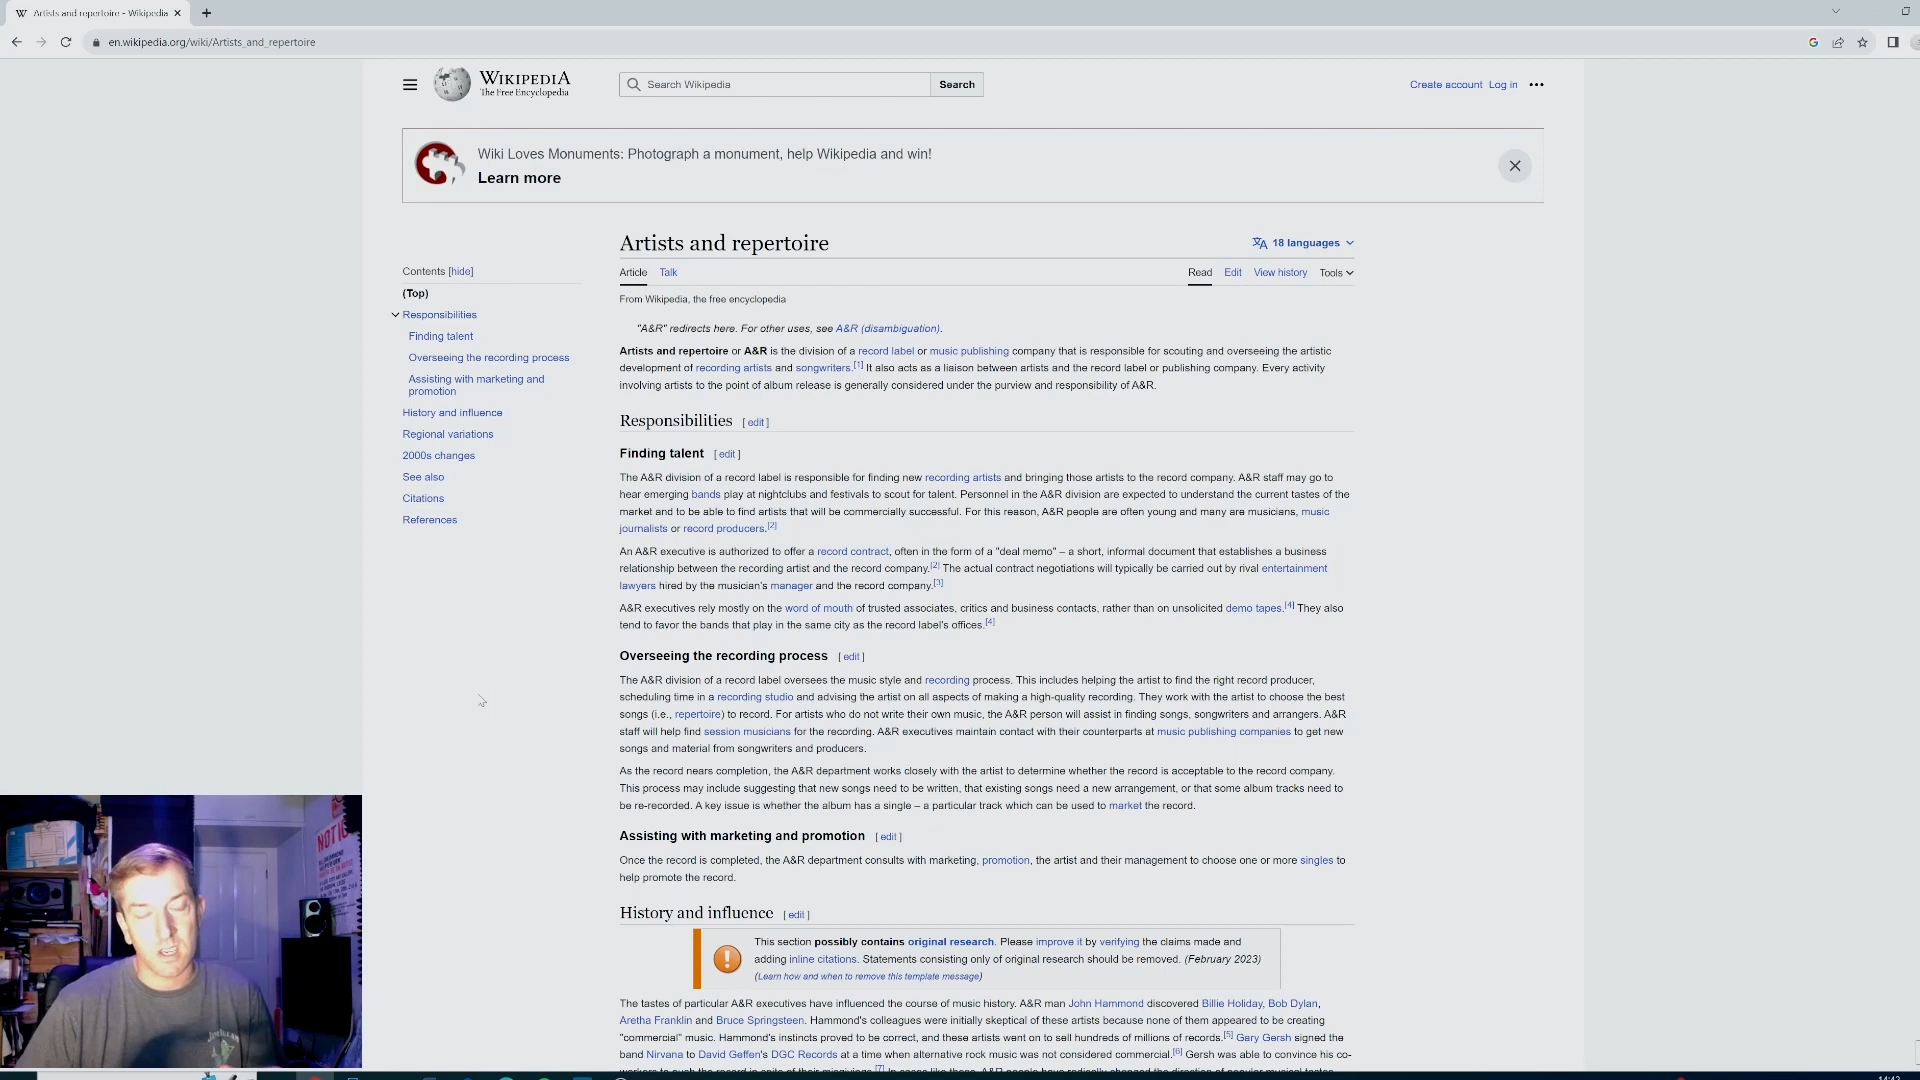 Artists and repertoire - Wikipedia
en.wikipedia.org/wiki/Artists_and_repertoire
WIKIPEDIA
The Free Encyclopedia
Search Wikipedia
Search
Create account Log in
Wiki Loves Monuments: Photograph a monument, help Wikipedia and win!
Learn more
Artists and repertoire
18 languages
Contents [hide]
(Top)
Responsibilities
Finding talent
Overseeing the recording process
Assisting with marketing and
promotion
History and influence
Regional variations
2000s changes
See also
Citations
References
Article Talk
Read Edit View history Tools
From Wikipedia, the free encyclopedia
"A&R" redirects here. For other uses, see A&R (disambiguation).
Artists and repertoire or A&R is the division of a record label or music publishing company that is responsible for scouting and overseeing the artistic
development of recording artists and songwriters.[1] It also acts as a liaison between artists and the record label or publishing company. Every activity
involving artists to the point of album release is generally considered under the purview and responsibility of A&R.
Responsibilities [ edit ]
Finding talent [ edit ]
The A&R division of a record label is responsible for finding new recording artists and bringing those artists to the record company. A&R staff may go to
hear emerging bands play at nightclubs and festivals to scout for talent. Personnel in the A&R division are expected to understand the current tastes of the
market and to be able to find artists that will be commercially successful. For this reason, A&R people are often young and many are musicians, music
journalists or record producers.[2]
An A&R executive is authorized to offer a record contract, often in the form of a "deal memo" – a short, informal document that establishes a business
relationship between the recording artist and the record company.[2] The actual contract negotiations will typically be carried out by rival entertainment
lawyers hired by the musician's manager and the record company.[3]
A&R executives rely mostly on the word of mouth of trusted associates, critics and business contacts, rather than on unsolicited demo tapes.[4] They also
tend to favor the bands that play in the same city as the record label's offices.[4]
Overseeing the recording process [ edit ]
The A&R division of a record label oversees the music style and recording process. This includes helping the artist to find the right record producer,
scheduling time in a recording studio and advising the artist on all aspects of making a high-quality recording. They work with the artist to choose the best
songs (i.e., repertoire) to record. For artists who do not write their own music, the A&R person will assist in finding songs, songwriters and arrangers. A&R
staff will help find session musicians for the recording. A&R executives maintain contact with their counterparts at music publishing companies to get new
songs and material from songwriters and producers.
As the record nears completion, the A&R department works closely with the artist to determine whether the record is acceptable to the record company.
This process may include suggesting that new songs need to be written, that existing songs need a new arrangement, or that some album tracks need to
be re-recorded. A key issue is whether the album has a single – a particular track which can be used to market the record.
Assisting with marketing and promotion [ edit ]
Once the record is completed, the A&R department consults with marketing, promotion, the artist and their management to choose one or more singles to
help promote the record.
History and influence [ edit ]
This section possibly contains original research. Please improve it by verifying the claims made and
adding inline citations. Statements consisting only of original research should be removed. (February 2023)
(Learn how and when to remove this template message)
The tastes of particular A&R executives have influenced the course of music history. A&R man John Hammond discovered Billie Holiday, Bob Dylan,
Aretha Franklin and Bruce Springsteen. Hammond's colleagues were initially skeptical of these artists because none of them appeared to be creating
"commercial" music. Hammond's instincts proved to be correct, and these artists went on to sell hundreds of millions of records.[5] Gary Gersh signed the
band Nirvana to David Geffen's DGC Records at a time when alternative rock music was not considered commercial.[6] Gersh was able to convince his co-